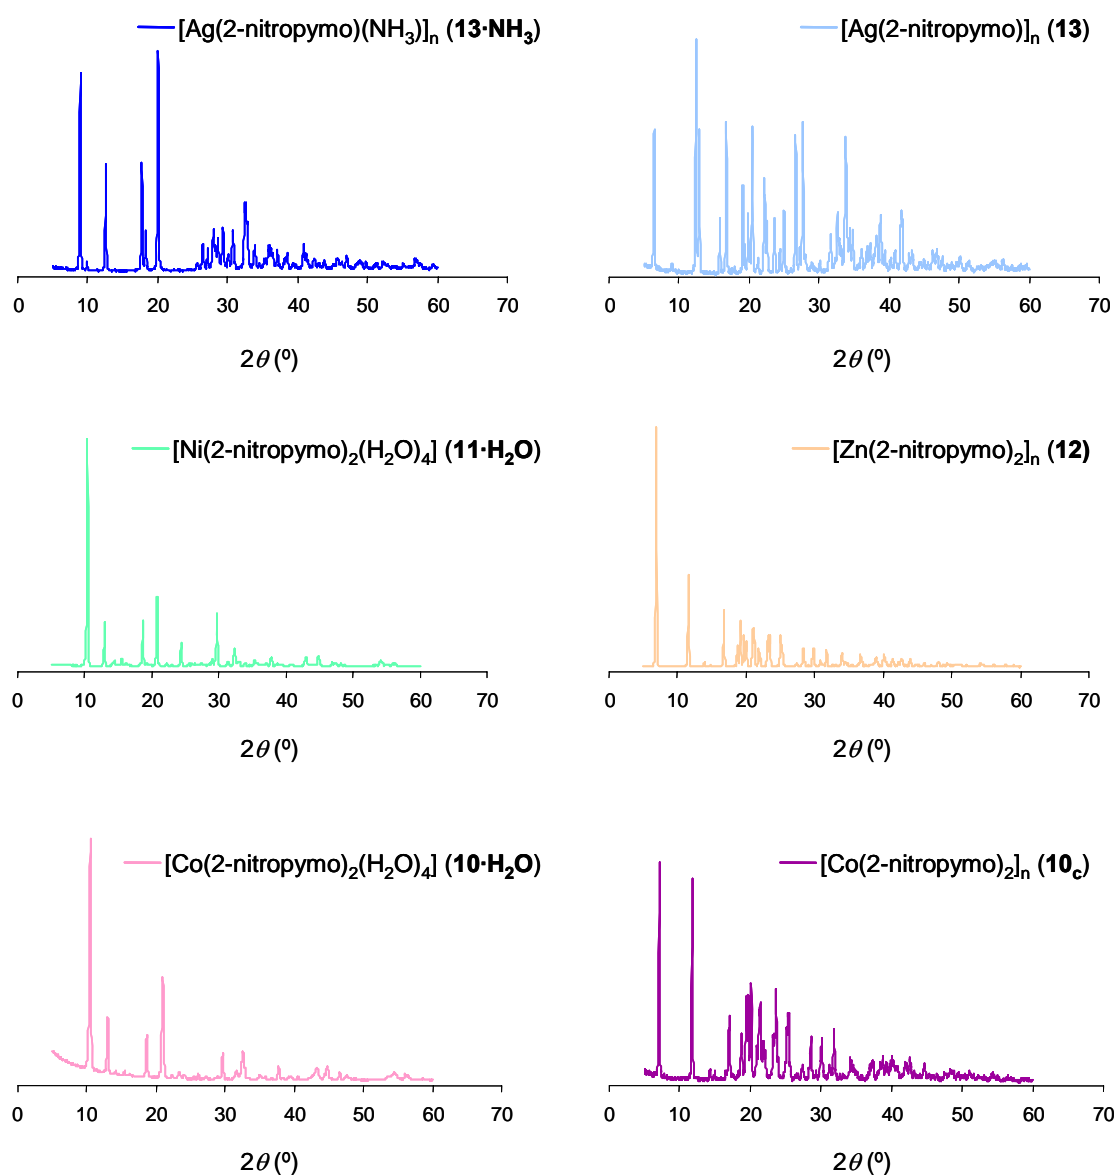 [Ag(2-nitropymo)(NH₃)]ₙ (13·NH₃)
0 10 20 30 40 50 60 70
2θ (º)
[Ag(2-nitropymo)]ₙ (13)
0 10 20 30 40 50 60 70
2θ (º)
[Ni(2-nitropymo)₂(H₂O)₄] (11·H₂O)
0 10 20 30 40 50 60 70
2θ (º)
[Zn(2-nitropymo)₂]ₙ (12)
0 10 20 30 40 50 60 70
2θ (º)
[Co(2-nitropymo)₂(H₂O)₄] (10·H₂O)
0 10 20 30 40 50 60 70
2θ (º)
[Co(2-nitropymo)₂]ₙ (10c)
0 10 20 30 40 50 60 70
2θ (º)